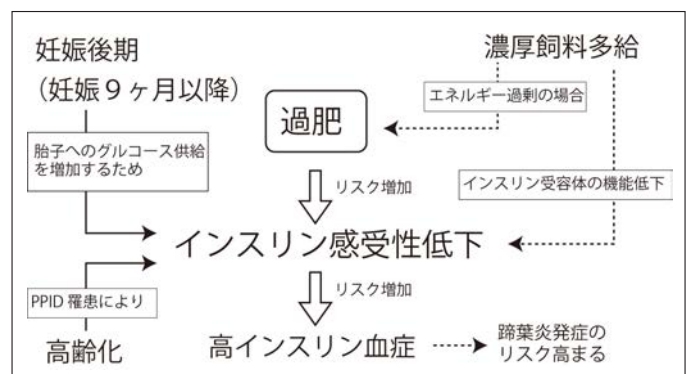 妊娠後期
（妊娠９ヶ月以降）
濃厚飼料多給
エネルギー過剰の場合
過肥
胎子へのグルコース供給
を増加するため
リスク増加
インスリン受容体の機能低下
インスリン感受性低下
PPID 罹患により
リスク増加
高齢化
高インスリン血症
蹄葉炎発症の
リスク高まる